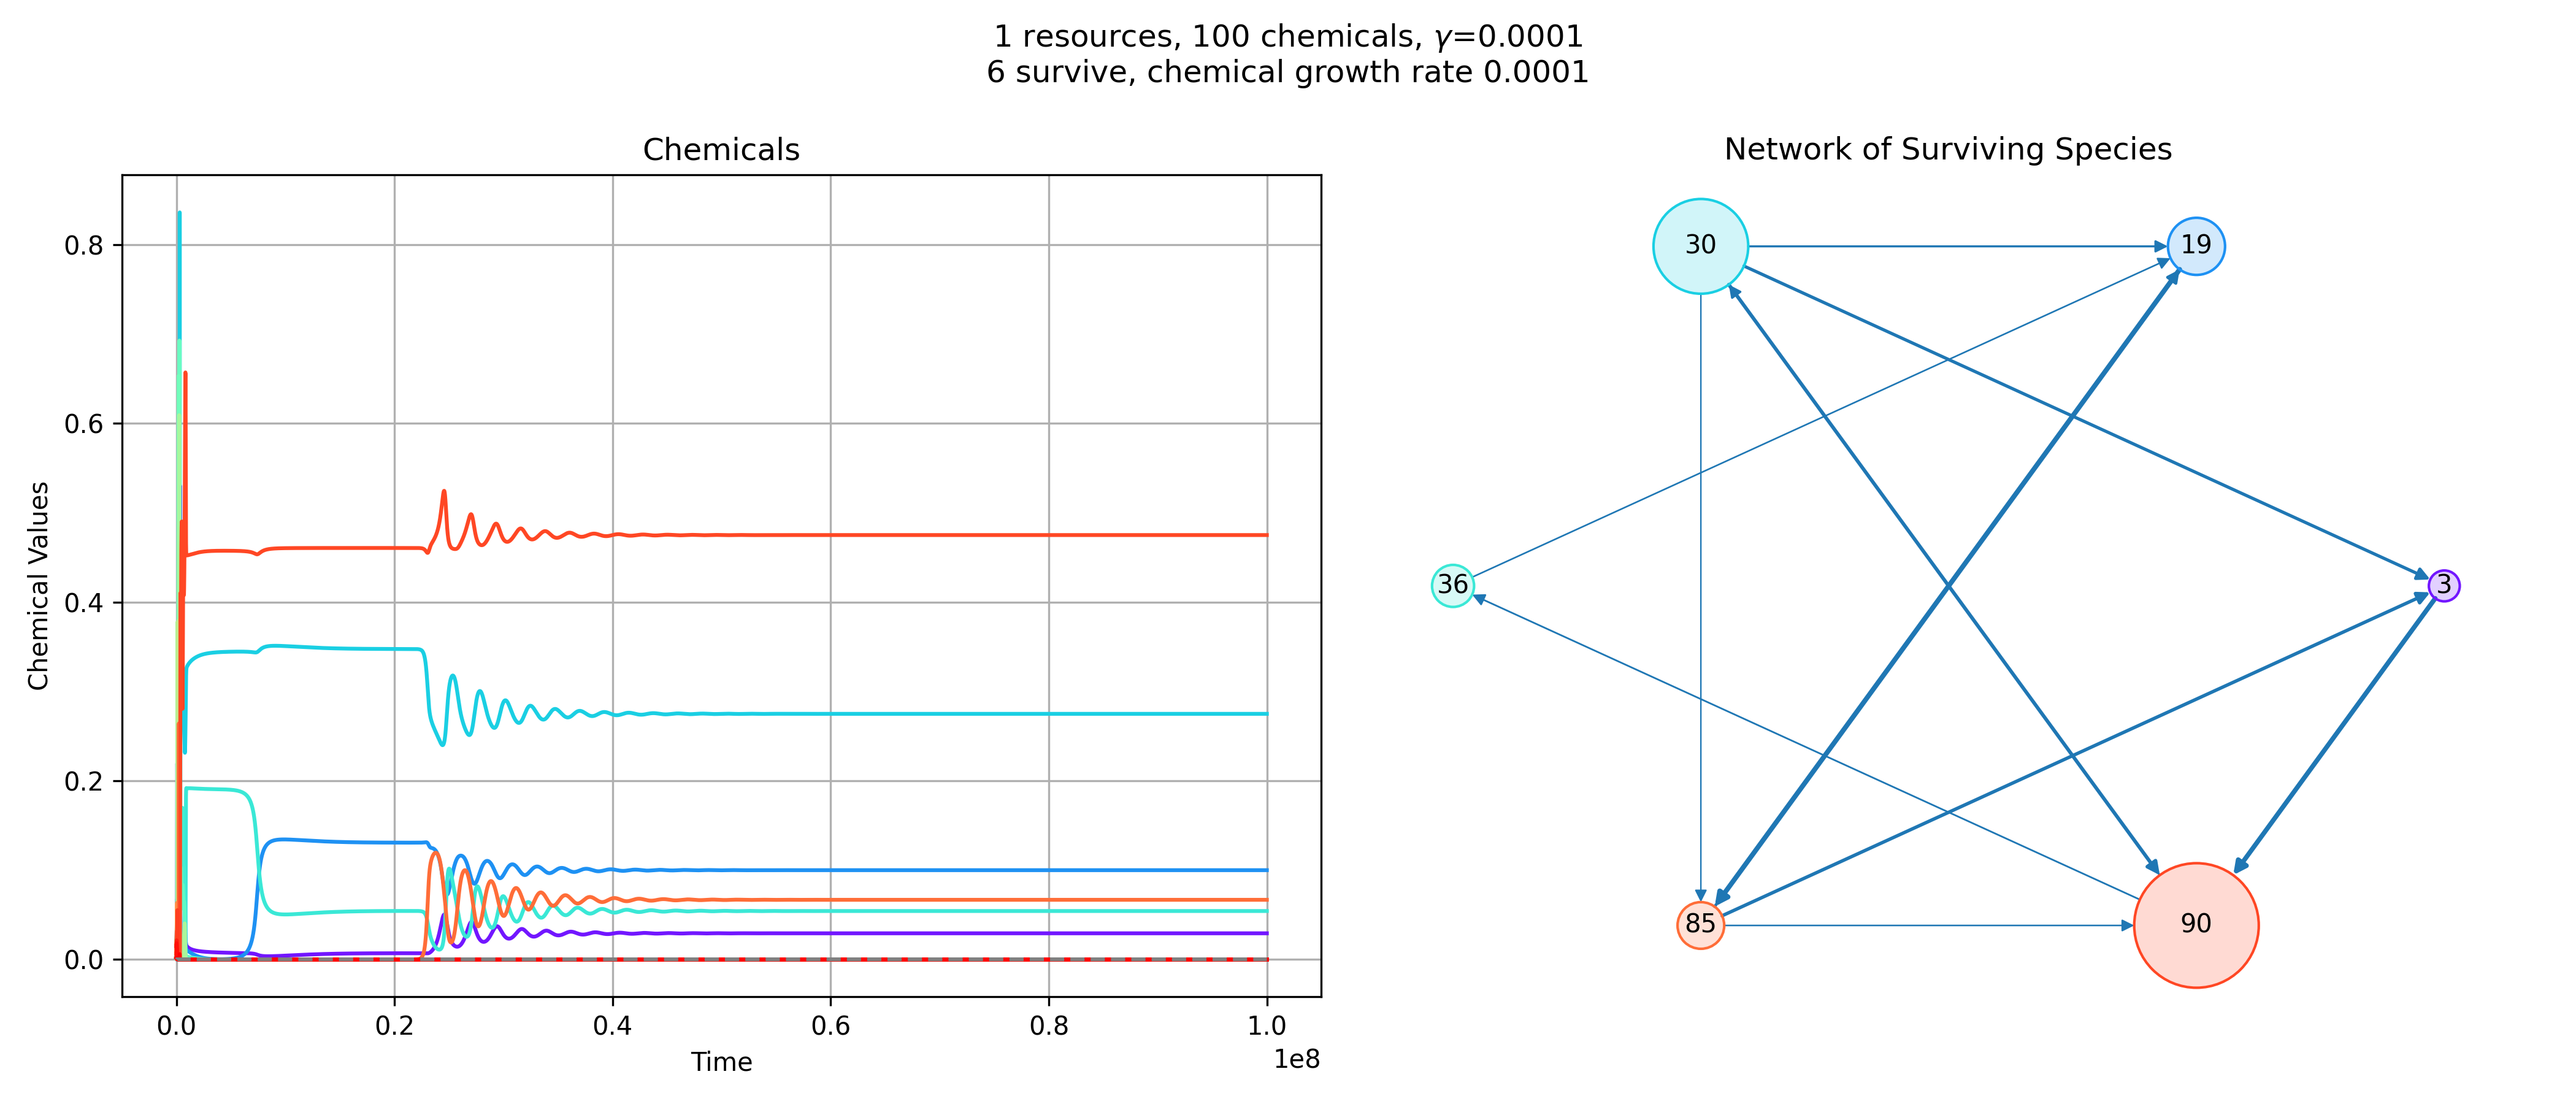 1 resources, 100 chemicals, γ=0.0001
6 survive, chemical growth rate 0.0001
Chemicals
Chemical Values
0.8
0.6
0.4
0.2
0.0
0.0 0.2 0.4 0.6 0.8 1.0
1e8
Time
Network of Surviving Species
30 19
36 3
85 90